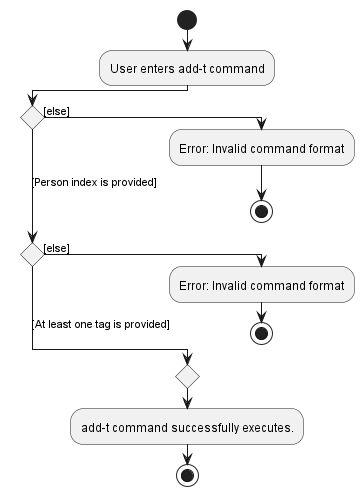 User enters add-t command
[else]
Error: Invalid command format
[Person index is provided]
[else]
Error: Invalid command format
[At least one tag is provided]
add-t command successfully executes.